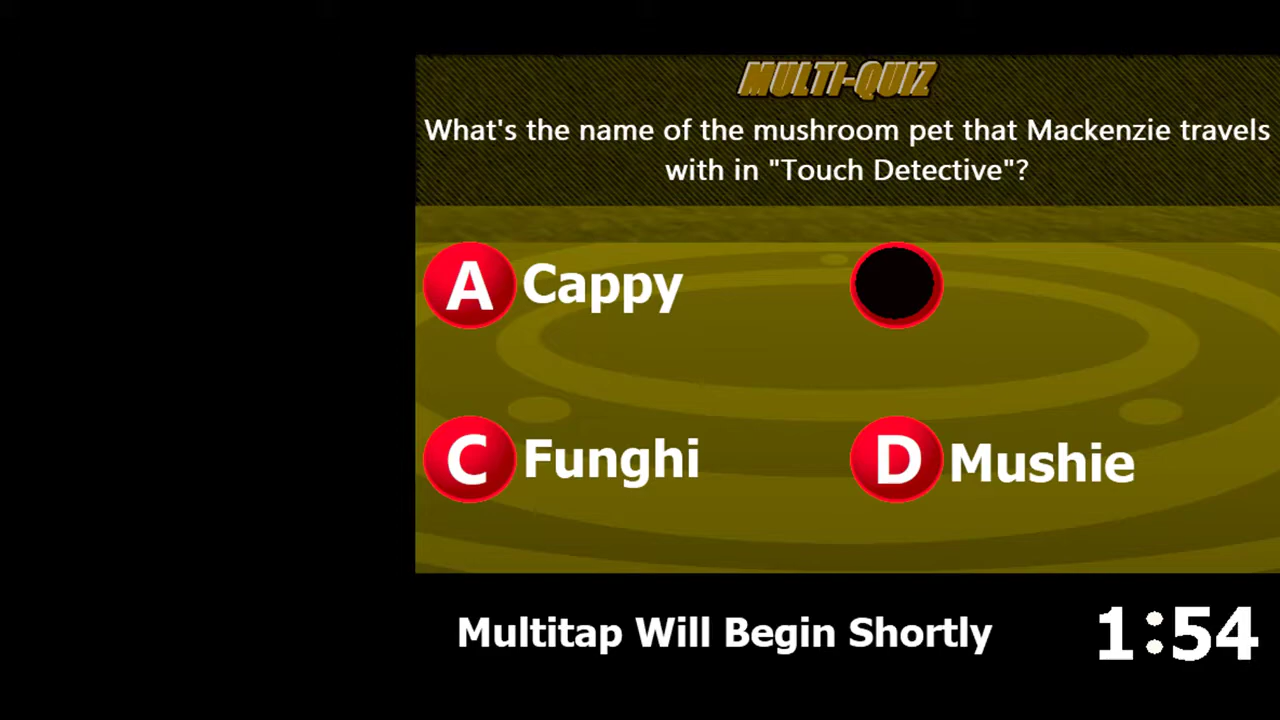 MULTI-QUIZ
What's the name of the mushroom pet that Mackenzie travels
with in "Touch Detective"?
A Cappy
C Funghi
D Mushie
Multitap Will Begin Shortly
1:54